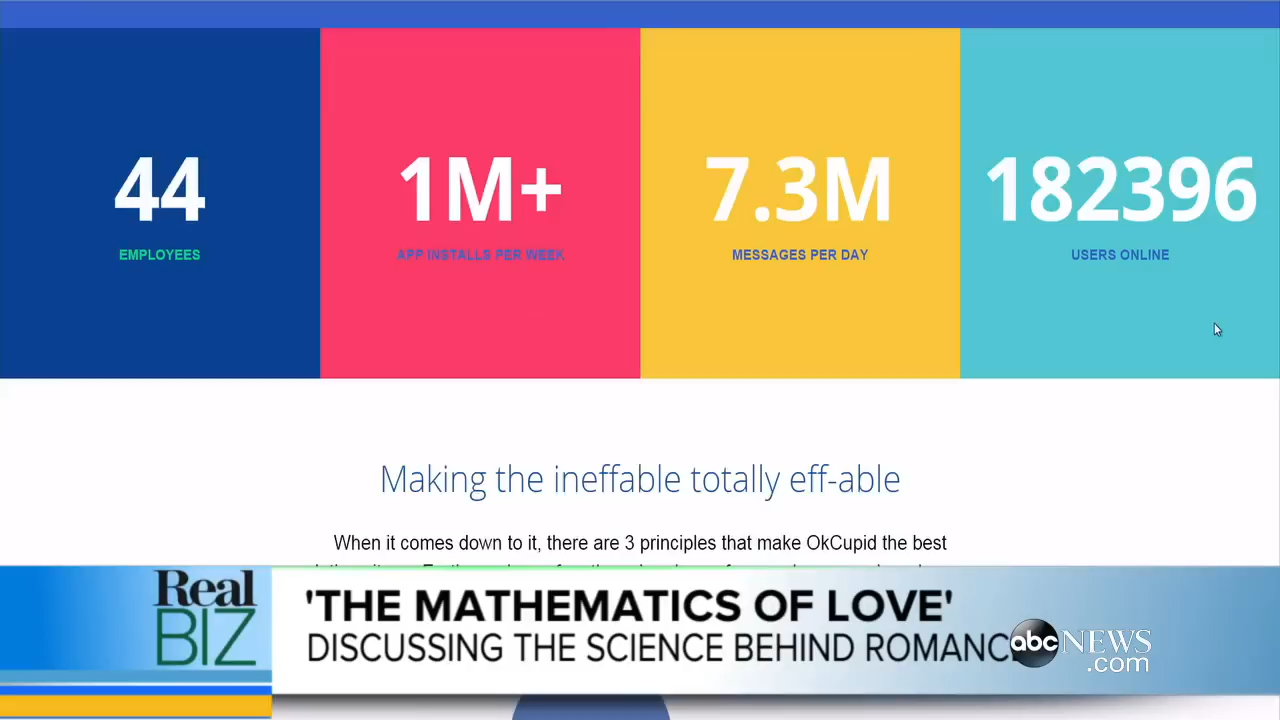 44
EMPLOYEES
1M+
APP INSTALLS PER WEEK
7.3M
MESSAGES PER DAY
182396
USERS ONLINE
Making the ineffable totally eff-able
When it comes down to it, there are 3 principles that make OkCupid the best
Real
BIZ
'THE MATHEMATICS OF LOVE'
DISCUSSING THE SCIENCE BEHIND ROMANC
abc NEWS
.com